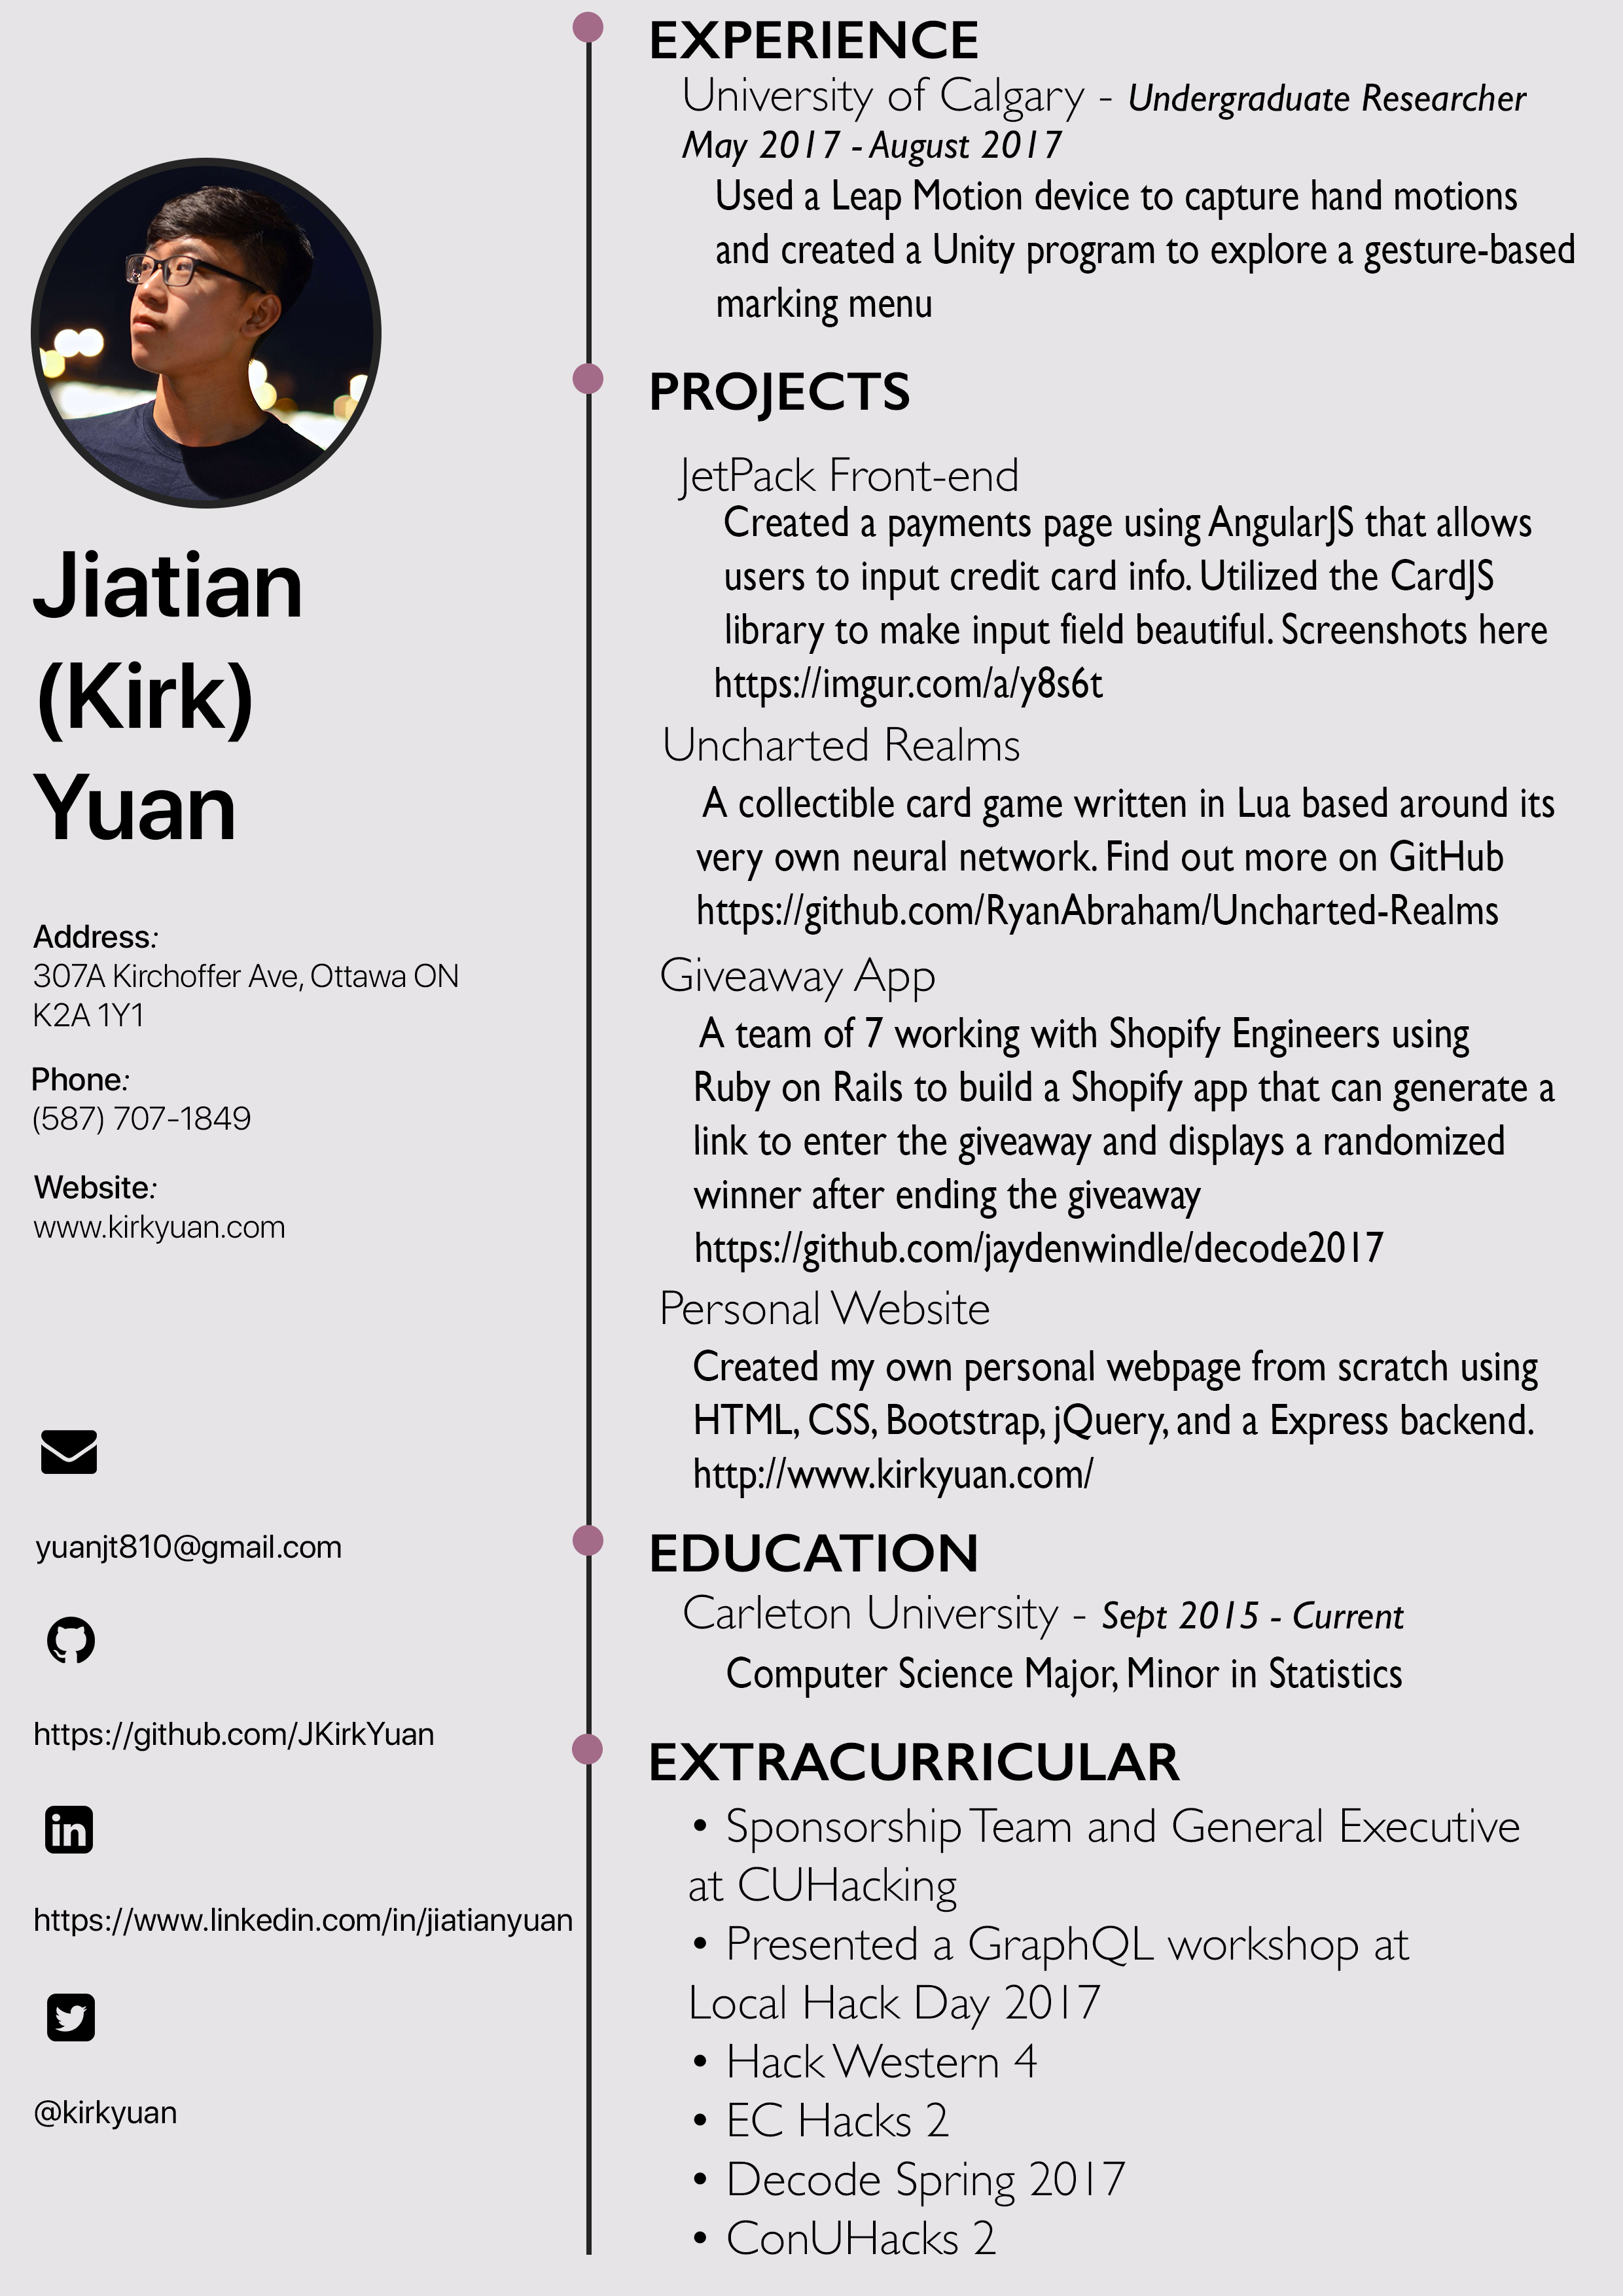 Jiatian
(Kirk)
Yuan
Address:
307A Kirchoffer Ave, Ottawa ON
K2A 1Y1
Phone:
(587) 707-1849
Website:
www.kirkyuan.com
yuanjt810@gmail.com
https://github.com/JKirkYuan
in
https://www.linkedin.com/in/jiatianyuan
@kirkyuan
EXPERIENCE
University of Calgary - Undergraduate Researcher
May 2017 - August 2017
Used a Leap Motion device to capture hand motions
and created a Unity program to explore a gesture-based
marking menu
PROJECTS
JetPack Front-end
Created a payments page using AngularJS that allows
users to input credit card info. Utilized the CardJS
library to make input field beautiful. Screenshots here
https://imgur.com/a/y8s6t
Uncharted Realms
A collectible card game written in Lua based around its
very own neural network. Find out more on GitHub
https://github.com/RyanAbraham/Uncharted-Realms
Giveaway App
A team of 7 working with Shopify Engineers using
Ruby on Rails to build a Shopify app that can generate a
link to enter the giveaway and displays a randomized
winner after ending the giveaway
https://github.com/jaydenwindle/decode2017
Personal Website
Created my own personal webpage from scratch using
HTML, CSS, Bootstrap, jQuery, and a Express backend.
http://www.kirkyuan.com/
EDUCATION
Carleton University - Sept 2015 - Current
Computer Science Major, Minor in Statistics
EXTRACURRICULAR
• Sponsorship Team and General Executive
at CUHacking
• Presented a GraphQL workshop at
Local Hack Day 2017
• Hack Western 4
• EC Hacks 2
• Decode Spring 2017
• ConUHacks 2